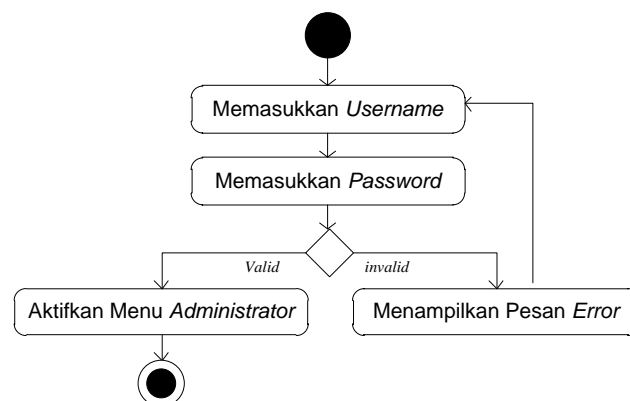 Memasukkan Username
Memasukkan Password
Valid
invalid
Aktifkan Menu Administrator
Menampilkan Pesan Error